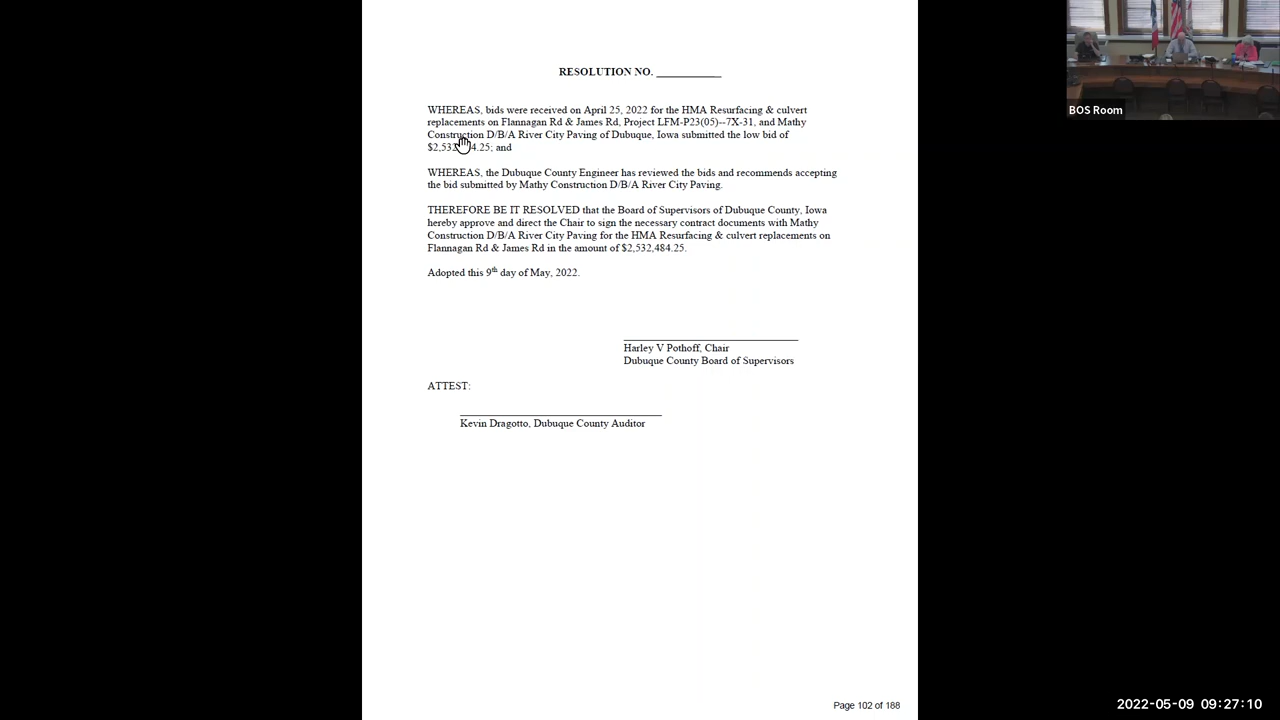 RESOLUTION NO. ___________
WHEREAS, bids were received on April 25, 2022 for the HMA Resurfacing & culvert
replacements on Flannagan Rd & James Rd, Project LFM-P23(05)--7X-31, and Mathy
Construction D/B/A River City Paving of Dubuque, Iowa submitted the low bid of
and
WHEREAS, the Dubuque County Engineer has reviewed the bids and recommends accepting
the bid submitted by Mathy Construction D/B/A River City Paving.
THEREFORE BE IT RESOLVED that the Board of Supervisors of Dubuque County, Iowa
hereby approve and direct the Chair to sign the necessary contract documents with Mathy
Construction D/B/A River City Paving for the HMA Resurfacing & culvert replacements on
Flannagan Rd & James Rd in the amount of $2,532,484.25.
Adopted this 9th day of May, 2022.
Harley V Pothoff, Chair
Dubuque County Board of Supervisors
ATTEST:
Kevin Dragotto, Dubuque County Auditor
Page 102 of 188
BOS Room
2022-05-09 09:27:10